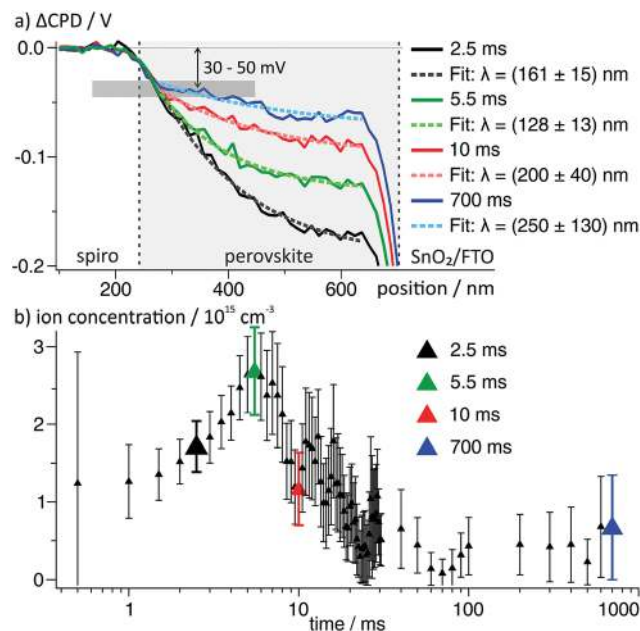 a) ΔCPD / V
0.0
-0.1
-0.2
30 - 50 mV
2.5 ms
Fit: λ = (161 ± 15) nm
5.5 ms
Fit: λ = (128 ± 13) nm
10 ms
Fit: λ = (200 ± 40) nm
700 ms
Fit: λ = (250 ± 130) nm
spiro
perovskite
SnO₂/FTO
0 200 400 600
position / nm
b) ion concentration / 10¹⁵ cm⁻³
3
2
1
0
2.5 ms
5.5 ms
10 ms
700 ms
1 10 100 1000
time / ms